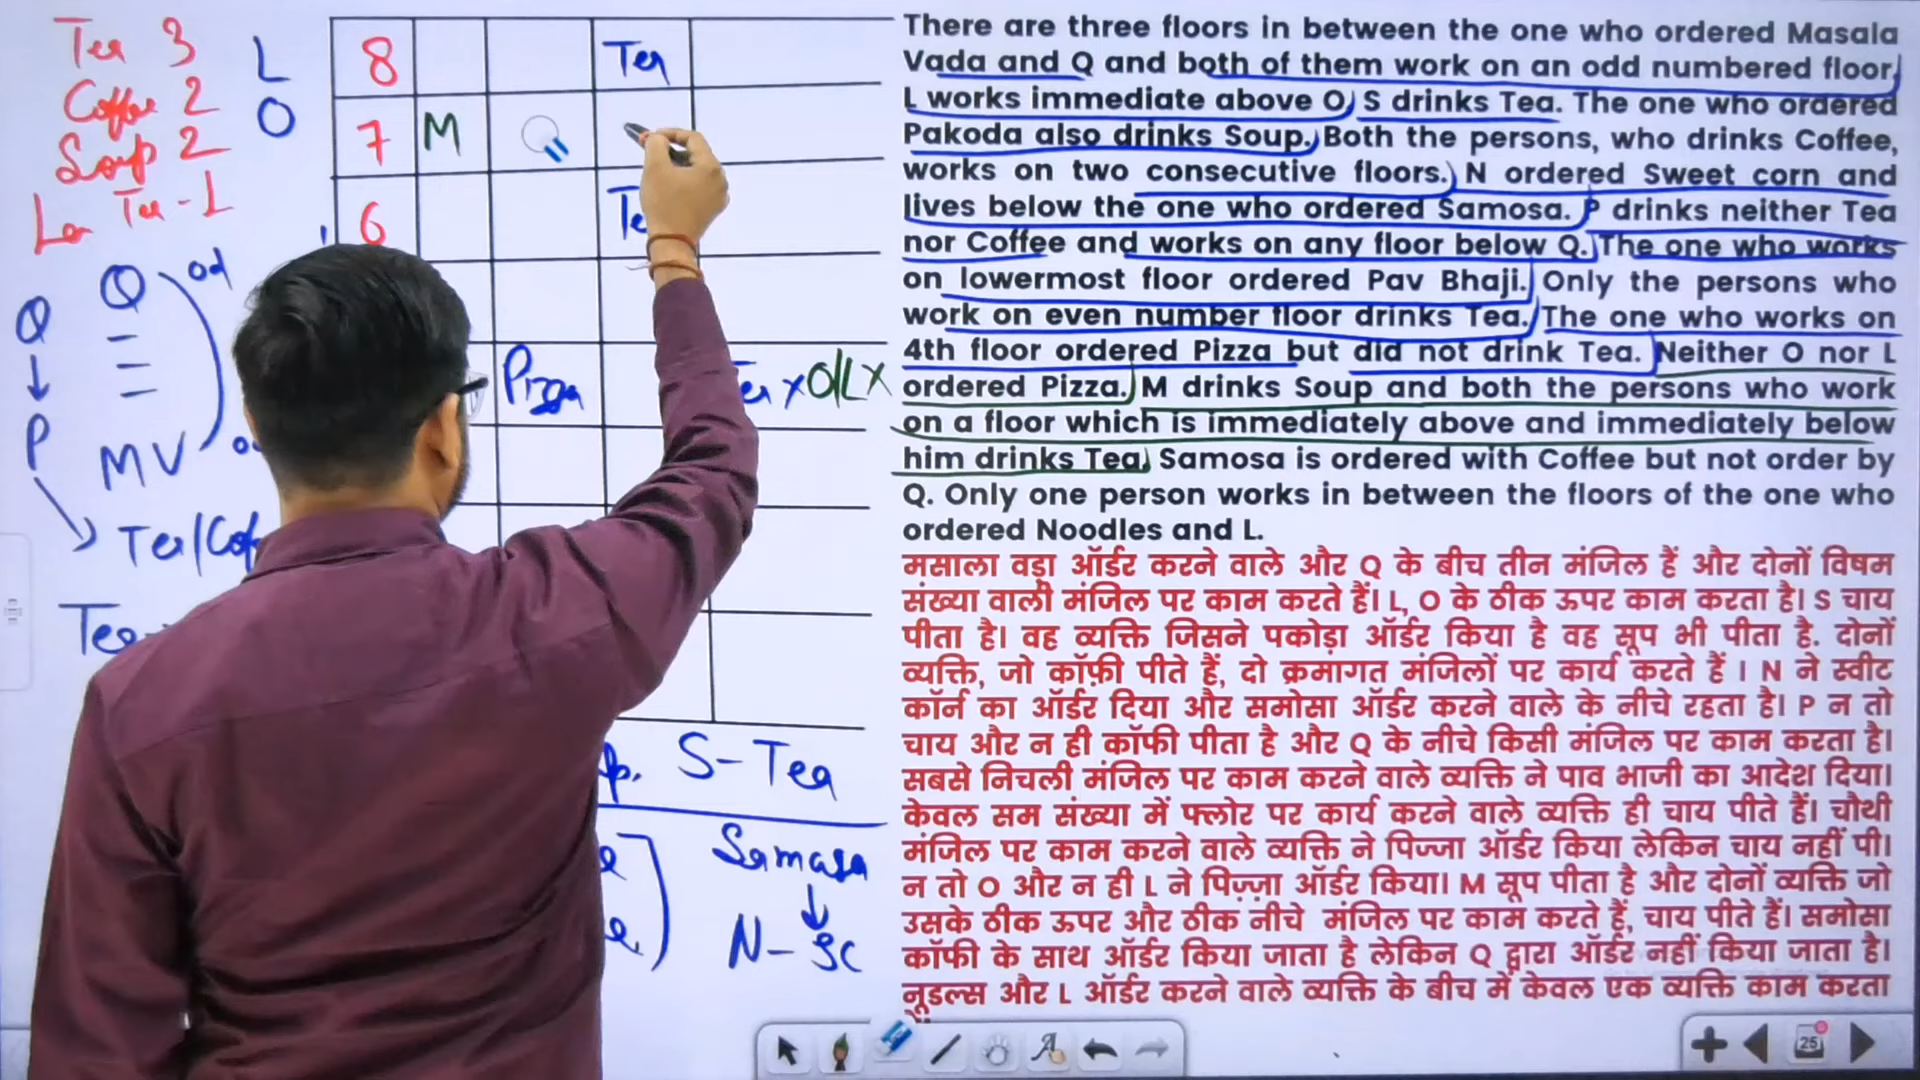 Tea 3
Coffee 2
Soup 2
L
O
8
Tea
7
M
6
Q
Q
P
M V
Pizza
O/L X
S-Tea
Samosa
N- SC
There are three floors in between the one who ordered Masala
Vada and Q and both of them work on an odd numbered floor,
L works immediate above O, S drinks Tea. The one who ordered
Pakoda also drinks Soup. Both the persons, who drinks Coffee,
works on two consecutive floors. N ordered Sweet corn and
lives below the one who ordered Samosa. P drinks neither Tea
nor Coffee and works on any floor below Q. The one who works
on lowermost floor ordered Pav Bhaji. Only the persons who
work on even number floor drinks Tea. The one who works on
4th floor ordered Pizza but did not drink Tea. Neither O nor L
ordered Pizza. M drinks Soup and both the persons who work
on a floor which is immediately above and immediately below
him drinks Tea. Samosa is ordered with Coffee but not order by
Q. Only one person works in between the floors of the one who
ordered Noodles and L.
मसाला वड़ा ऑर्डर करने वाले और Q के बीच तीन मंजिल हैं और दोनों विषम
संख्या वाली मंजिल पर काम करते हैं। L, O के ठीक ऊपर काम करता है। S चाय
पीता है। वह व्यक्ति जिसने पकोड़ा ऑर्डर किया है वह सूप भी पीता है. दोनों
व्यक्ति, जो कॉफ़ी पीते हैं, दो क्रमागत मंजिलों पर कार्य करते हैं । N ने स्वीट
कॉर्न का ऑर्डर दिया और समोसा ऑर्डर करने वाले के नीचे रहता है। P न तो
चाय और न ही कॉफी पीता है और Q के नीचे किसी मंजिल पर काम करता है।
सबसे निचली मंजिल पर काम करने वाले व्यक्ति ने पाव भाजी का आदेश दिया।
केवल सम संख्या में फ्लोर पर कार्य करने वाले व्यक्ति ही चाय पीते हैं। चौथी
मंजिल पर काम करने वाले व्यक्ति ने पिज्जा ऑर्डर किया लेकिन चाय नहीं पी।
न तो O और न ही L ने पिज़्ज़ा ऑर्डर किया। M सूप पीता है और दोनों व्यक्ति जो
उसके ठीक ऊपर और ठीक नीचे मंजिल पर काम करते हैं, चाय पीते हैं। समोसा
कॉफी के साथ ऑर्डर किया जाता है लेकिन Q द्वारा ऑर्डर नहीं किया जाता है।
नूडल्स और L ऑर्डर करने वाले व्यक्ति के बीच में केवल एक व्यक्ति काम करता
25